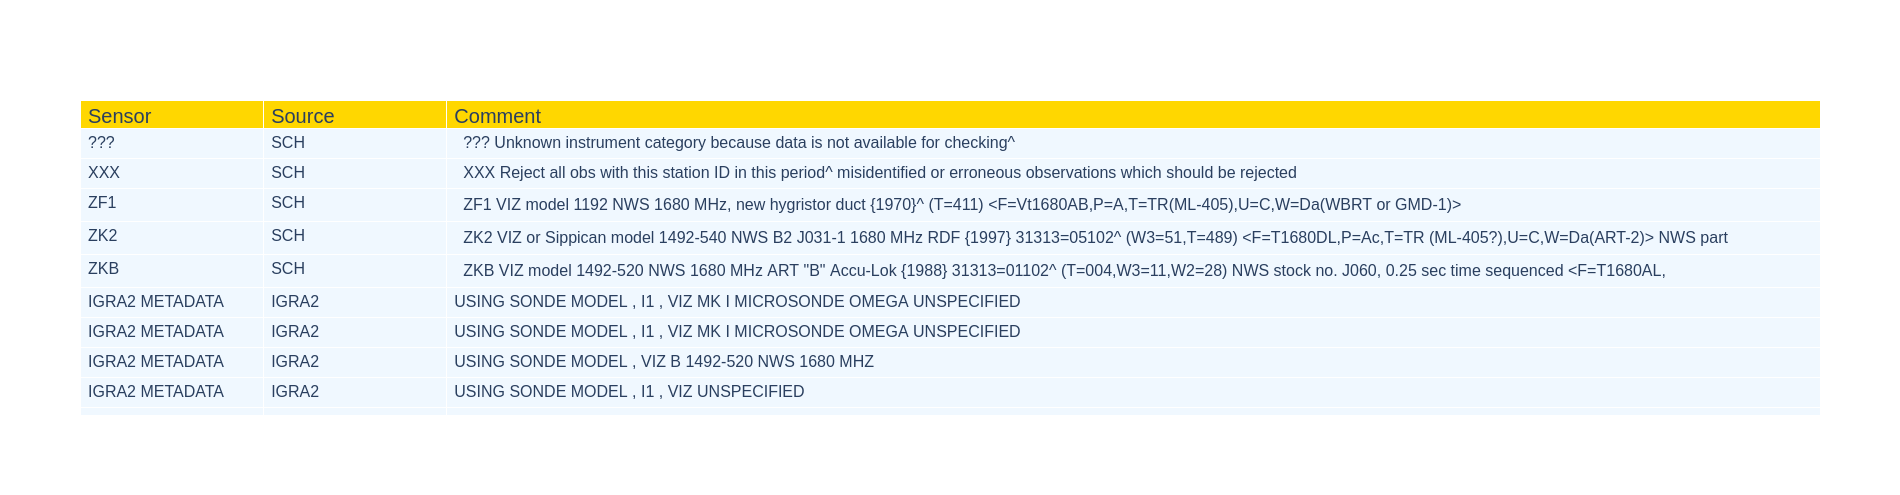 Sensor Source Comment
??? SCH ??? Unknown instrument category because data is not available for checking^
XXX SCH XXX Reject all obs with this station ID in this period^ misidentified or erroneous observations which should be rejected
ZF1 SCH ZF1 VIZ model 1192 NWS 1680 MHz, new hygristor duct {1970}^ (T=411) <F=Vt1680AB,P=A,T=TR(ML-405),U=C,W=Da(WBRT or GMD-1)>
ZK2 SCH ZK2 VIZ or Sippican model 1492-540 NWS B2 J031-1 1680 MHz RDF {1997} 31313=05102^ (W3=51,T=489) <F=T1680DL,P=Ac,T=TR (ML-405?),U=C,W=Da(ART-2)> NWS part
ZKB SCH ZKB VIZ model 1492-520 NWS 1680 MHz ART "B" Accu-Lok {1988} 31313=01102^ (T=004,W3=11,W2=28) NWS stock no. J060, 0.25 sec time sequenced <F=T1680AL,
IGRA2 METADATA IGRA2 USING SONDE MODEL , I1 , VIZ MK I MICROSONDE OMEGA UNSPECIFIED
IGRA2 METADATA IGRA2 USING SONDE MODEL , I1 , VIZ MK I MICROSONDE OMEGA UNSPECIFIED
IGRA2 METADATA IGRA2 USING SONDE MODEL , VIZ B 1492-520 NWS 1680 MHZ
IGRA2 METADATA IGRA2 USING SONDE MODEL , I1 , VIZ UNSPECIFIED